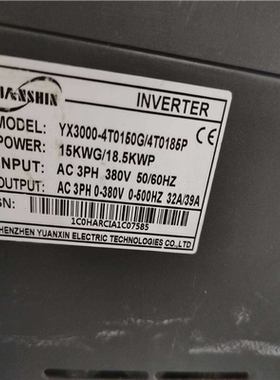 INVERTER
MODEL: YX3000-4T0150G/4T0185P
POWER: 15KWG/18.5KWP
INPUT: AC 3PH 380V 50/60HZ
OUTPUT: AC 3PH 0-380V 0-500HZ 32A/39A
SN:
1C0HARCIA1C07585
SHENZHEN YUANXIN ELECTRIC TECHNOLOGIES CO.,LTD